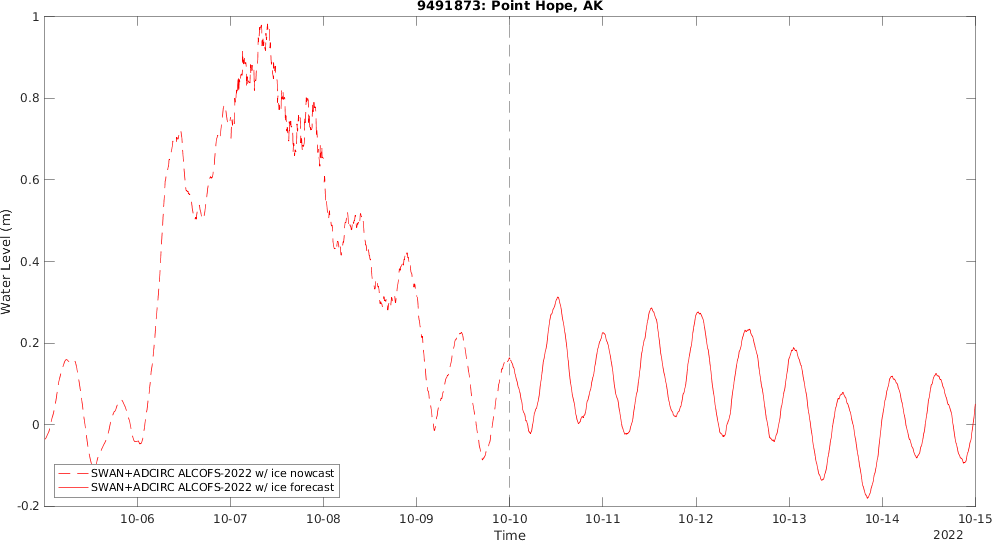 9491873: Point Hope, AK
1
0.8
0.6
0.4
0.2
0
-0.2
Water Level (m)
SWAN+ADCIRC ALCOFS-2022 w/ ice nowcast
SWAN+ADCIRC ALCOFS-2022 w/ ice forecast
10-06 10-07 10-08 10-09 10-10 10-11 10-12 10-13 10-14 10-15
Time
2022